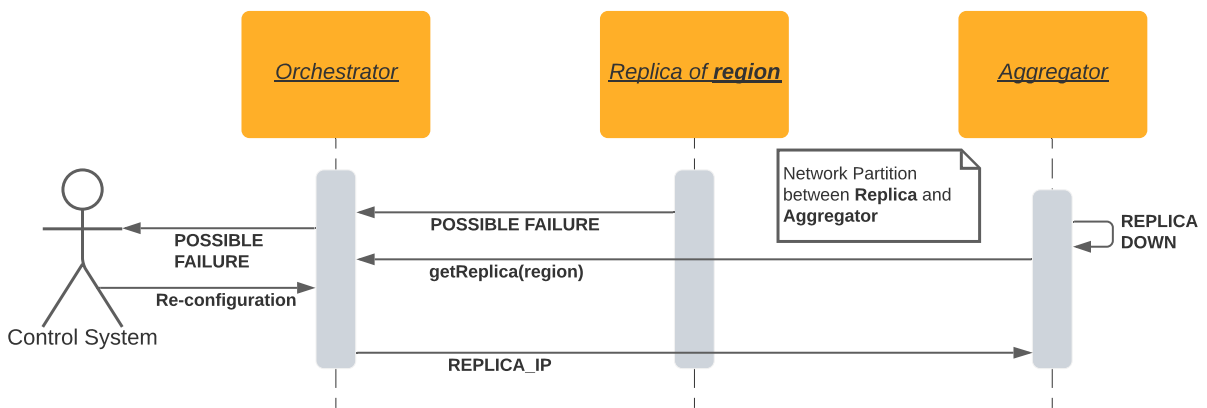 Orchestrator
Replica of region
Aggregator
Network Partition
between Replica and
Aggregator
POSSIBLE FAILURE
REPLICA
DOWN
POSSIBLE
FAILURE
getReplica(region)
Re-configuration
Control System
REPLICA_IP